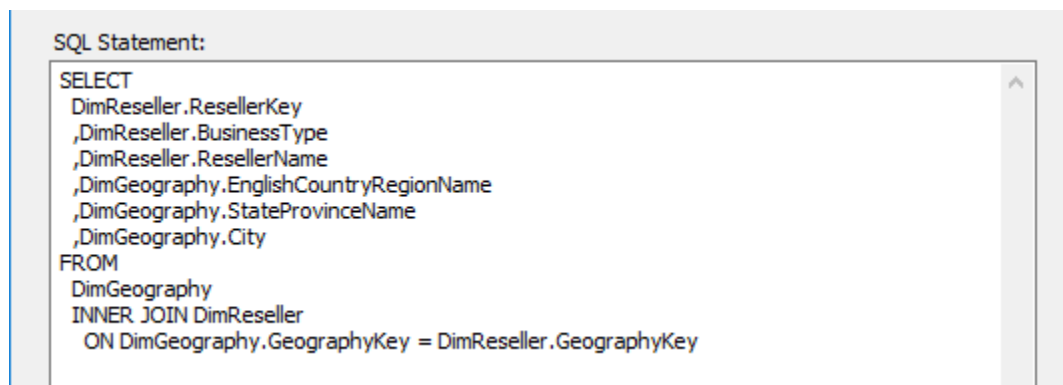 SQL Statement:
SELECT
DimReseller.ResellerKey
,DimReseller.BusinessType
,DimReseller.ResellerName
,DimGeography.EnglishCountryRegionName
,DimGeography.StateProvinceName
,DimGeography.City
FROM
DimGeography
INNER JOIN DimReseller
ON DimGeography.GeographyKey = DimReseller.GeographyKey